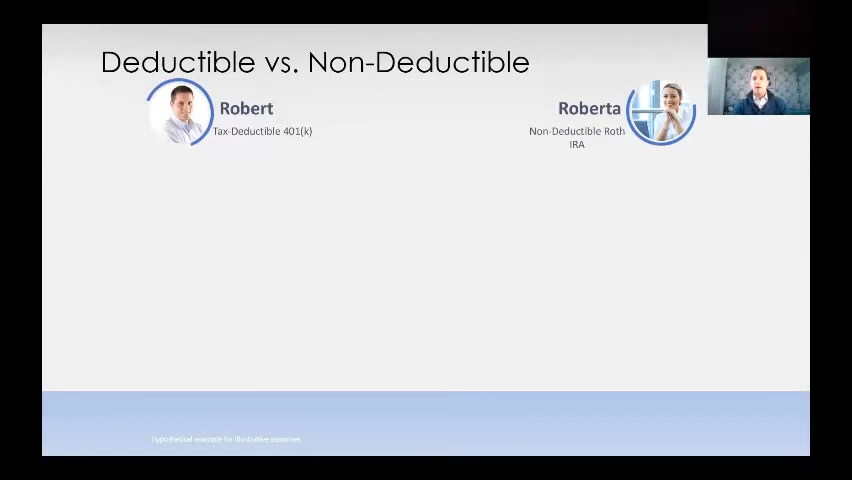 Deductible vs. Non-Deductible
Robert
Tax-Deductible 401(k)
Roberta
Non-Deductible Roth
IRA
Hypothetical example for illustrative purposes